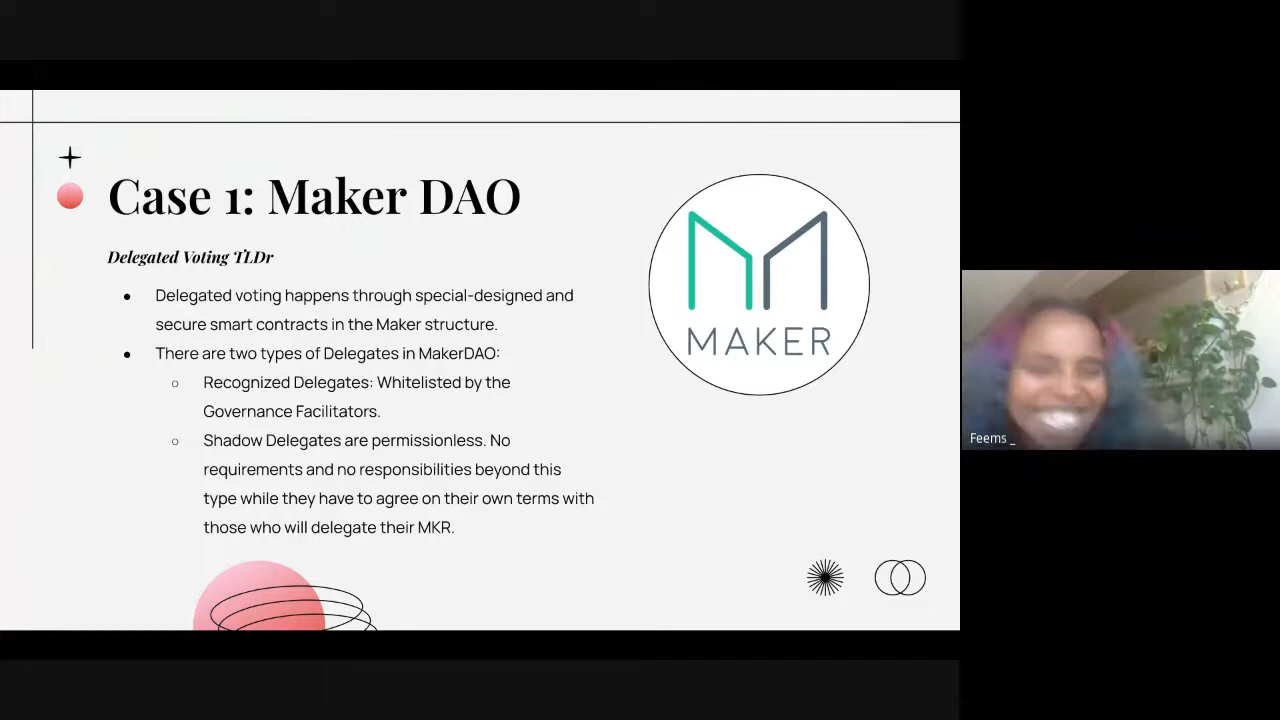 Case 1: Maker DAO
Delegated Voting TLDr
● Delegated voting happens through special-designed and
secure smart contracts in the Maker structure.
● There are two types of Delegates in MakerDAO:
○ Recognized Delegates: Whitelisted by the
Governance Facilitators.
○ Shadow Delegates are permissionless. No
requirements and no responsibilities beyond this
type while they have to agree on their own terms with
those who will delegate their MKR.
MAKER
Feems _